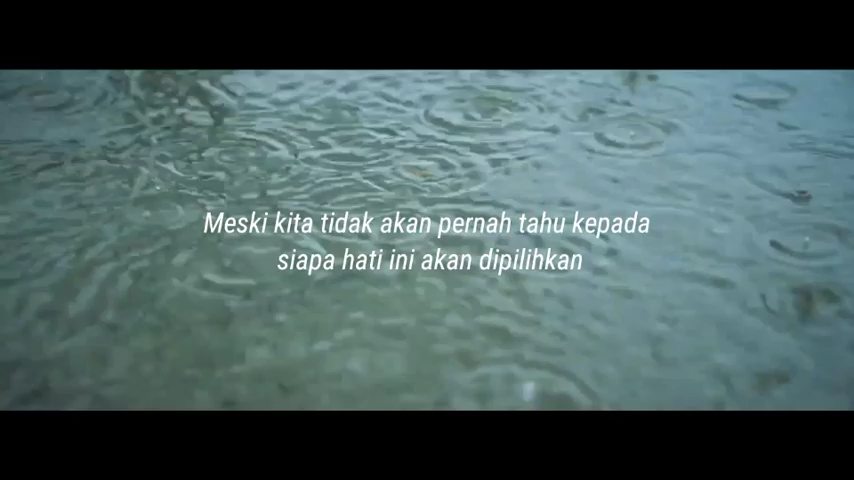 Meski kita tidak akan pernah tahu kepada
siapa hati ini akan dipilihkan